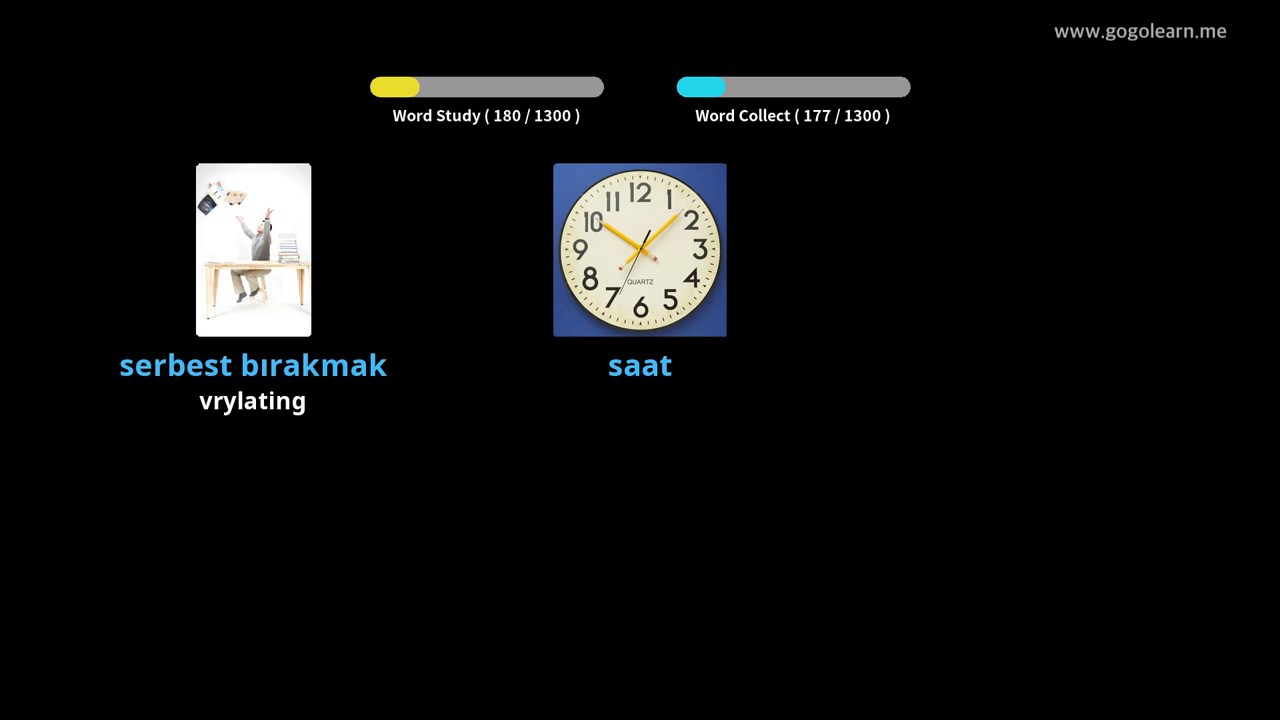 www.gogolearn.me
Word Study ( 180 / 1300 )
Word Collect ( 177 / 1300 )
12
11
1
10
2
9
3
8
4
QUARTZ
7
5
6
serbest bırakmak
saat
vrylating